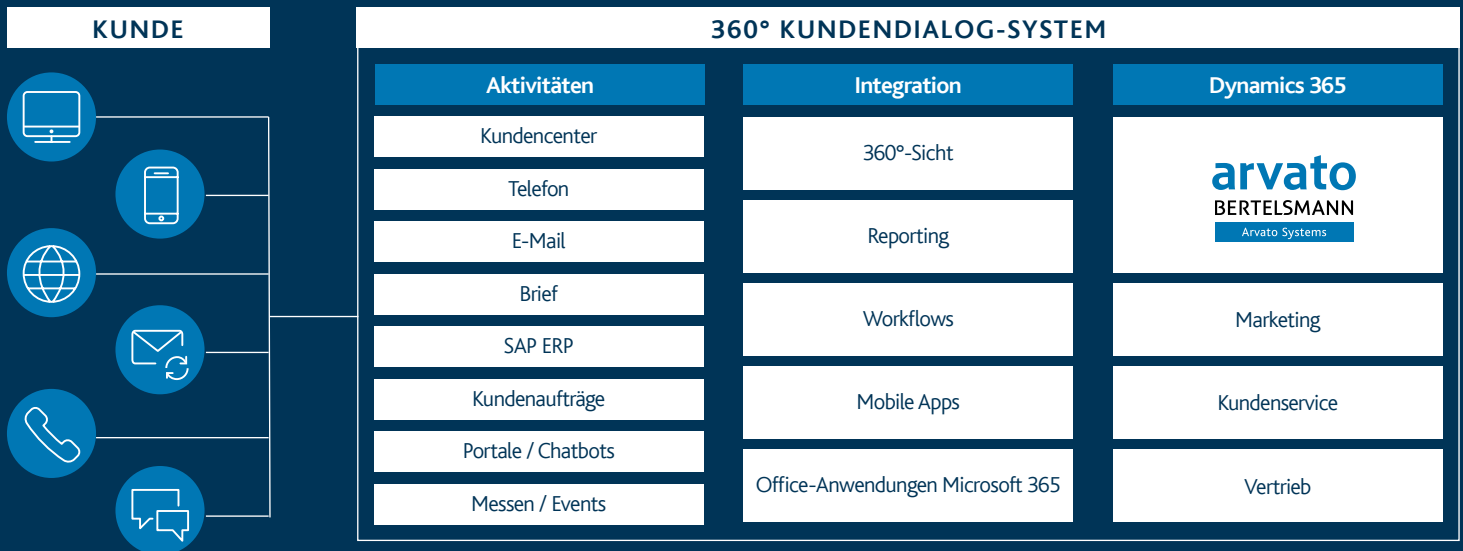 KUNDE
360° KUNDENDIALOG-SYSTEM
Aktivitäten
Kundencenter
Telefon
E-Mail
Brief
SAP ERP
Kundenaufträge
Portale / Chatbots
Messen / Events
Integration
360°-Sicht
Reporting
Workflows
Mobile Apps
Office-Anwendungen Microsoft 365
Dynamics 365
arvato
BERTELSMANN
Arvato Systems
Marketing
Kundenservice
Vertrieb